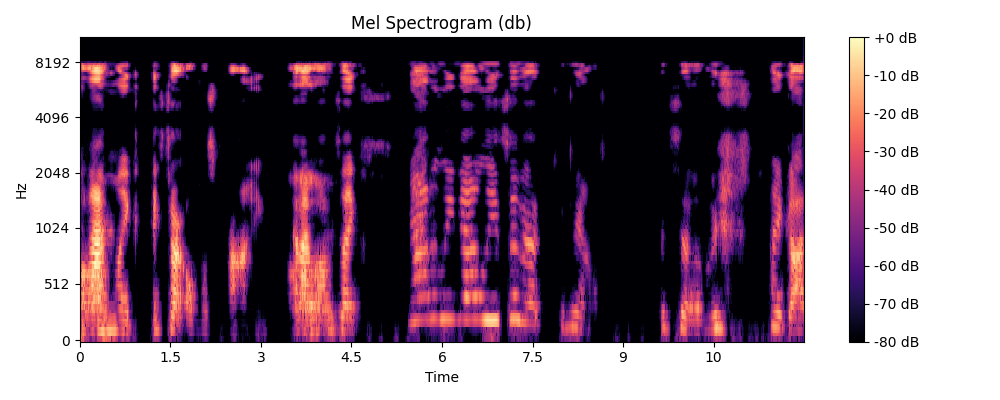 Mel Spectrogram (db)
8192
4096
2048
1024
512
0
Hz
0 1.5 3 4.5 6 7.5 9 10
Time
+0 dB
-10 dB
-20 dB
-30 dB
-40 dB
-50 dB
-60 dB
-70 dB
-80 dB